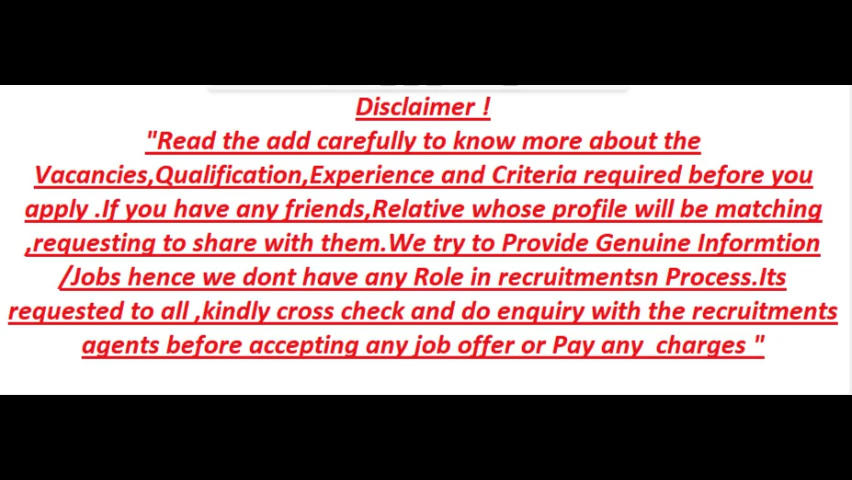 Disclaimer !
"Read the add carefully to know more about the
Vacancies,Qualification,Experience and Criteria required before you
apply .If you have any friends,Relative whose profile will be matching
,requesting to share with them.We try to Provide Genuine Informtion
/Jobs hence we dont have any Role in recruitmentsn Process.Its
requested to all ,kindly cross check and do enquiry with the recruitments
agents before accepting any job offer or Pay any  charges "